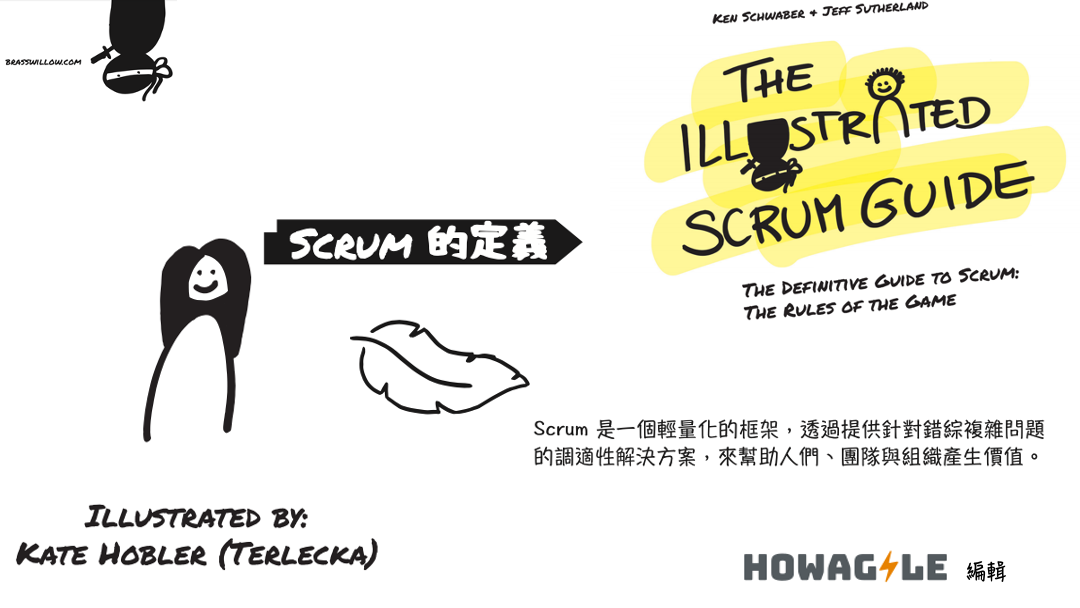 BRASSWILLOW.COM
KEN SCHWABER & JEFF SUTHERLAND
THE
ILLUSTRATED
SCRUM GUIDE
THE DEFINITIVE GUIDE TO SCRUM:
THE RULES OF THE GAME
SCRUM 的定義
Scrum 是一個輕量化的框架，透過提供針對錯綜複雜問題
的調適性解決方案，來幫助人們、團隊與組織產生價值。
ILLUSTRATED BY:
KATE HOBLER (TERLECKA)
HOWAGILE 編輯